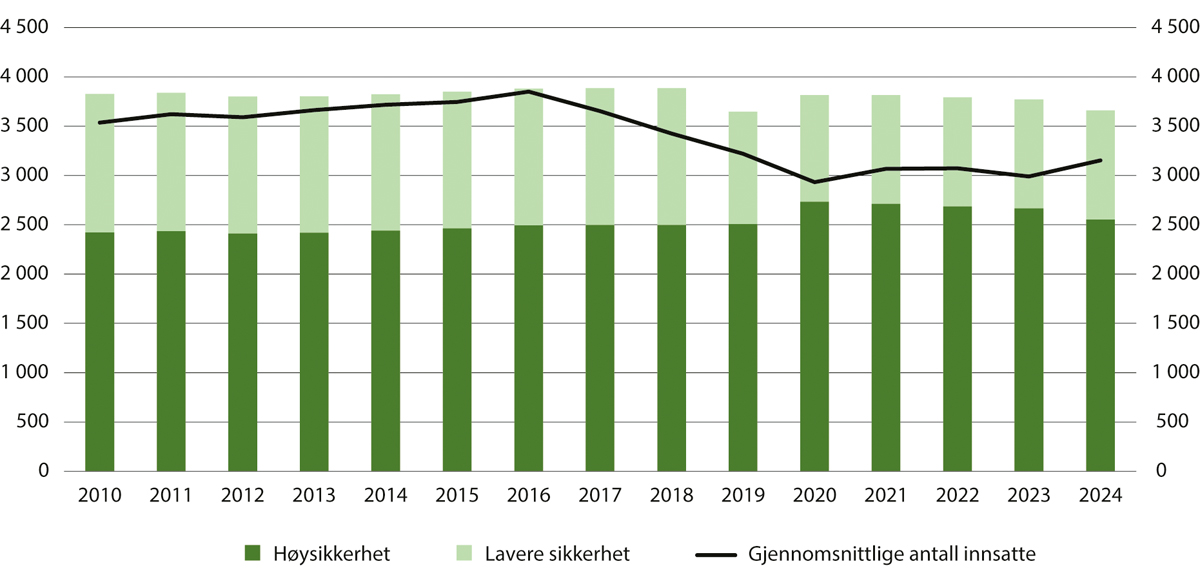 4 500 4 500
4 000 4 000
3 500 3 500
3 000 3 000
2 500 2 500
2 000 2 000
1 500 1 500
1 000 1 000
500 500
0 0
2010 2011 2012 2013 2014 2015 2016 2017 2018 2019 2020 2021 2022 2023 2024
Høysikkerhet Lavere sikkerhet Gjennomsnittlige antall innsatte